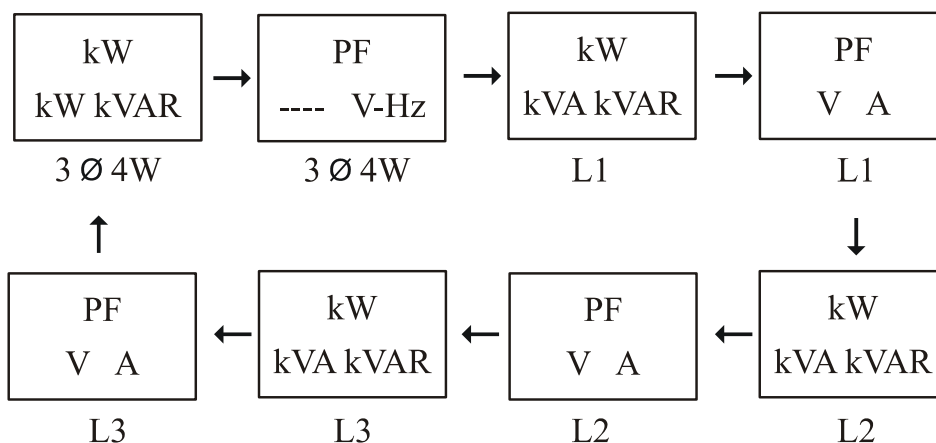 kW
kW kVAR
3 Ø 4W
PF
---- V-Hz
3 Ø 4W
kW
kVA kVAR
L1
PF
V A
L1
kW
kVA kVAR
L2
PF
V A
L2
kW
kVA kVAR
L3
PF
V A
L3